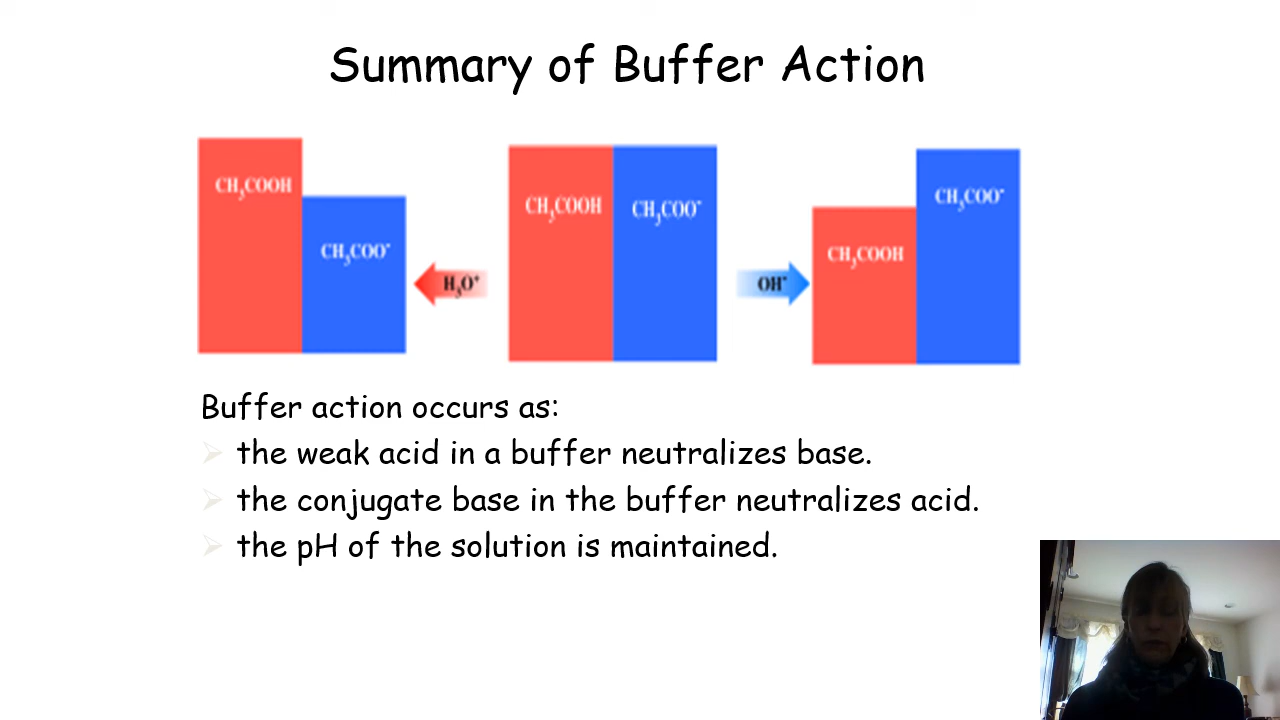 Summary of Buffer Action
CH₃COOH
CH₃COO⁻
H₃O⁺
CH₃COOH
CH₃COO⁻
OH⁻
CH₃COOH
CH₃COO⁻
Buffer action occurs as:
the weak acid in a buffer neutralizes base.
the conjugate base in the buffer neutralizes acid.
the pH of the solution is maintained.